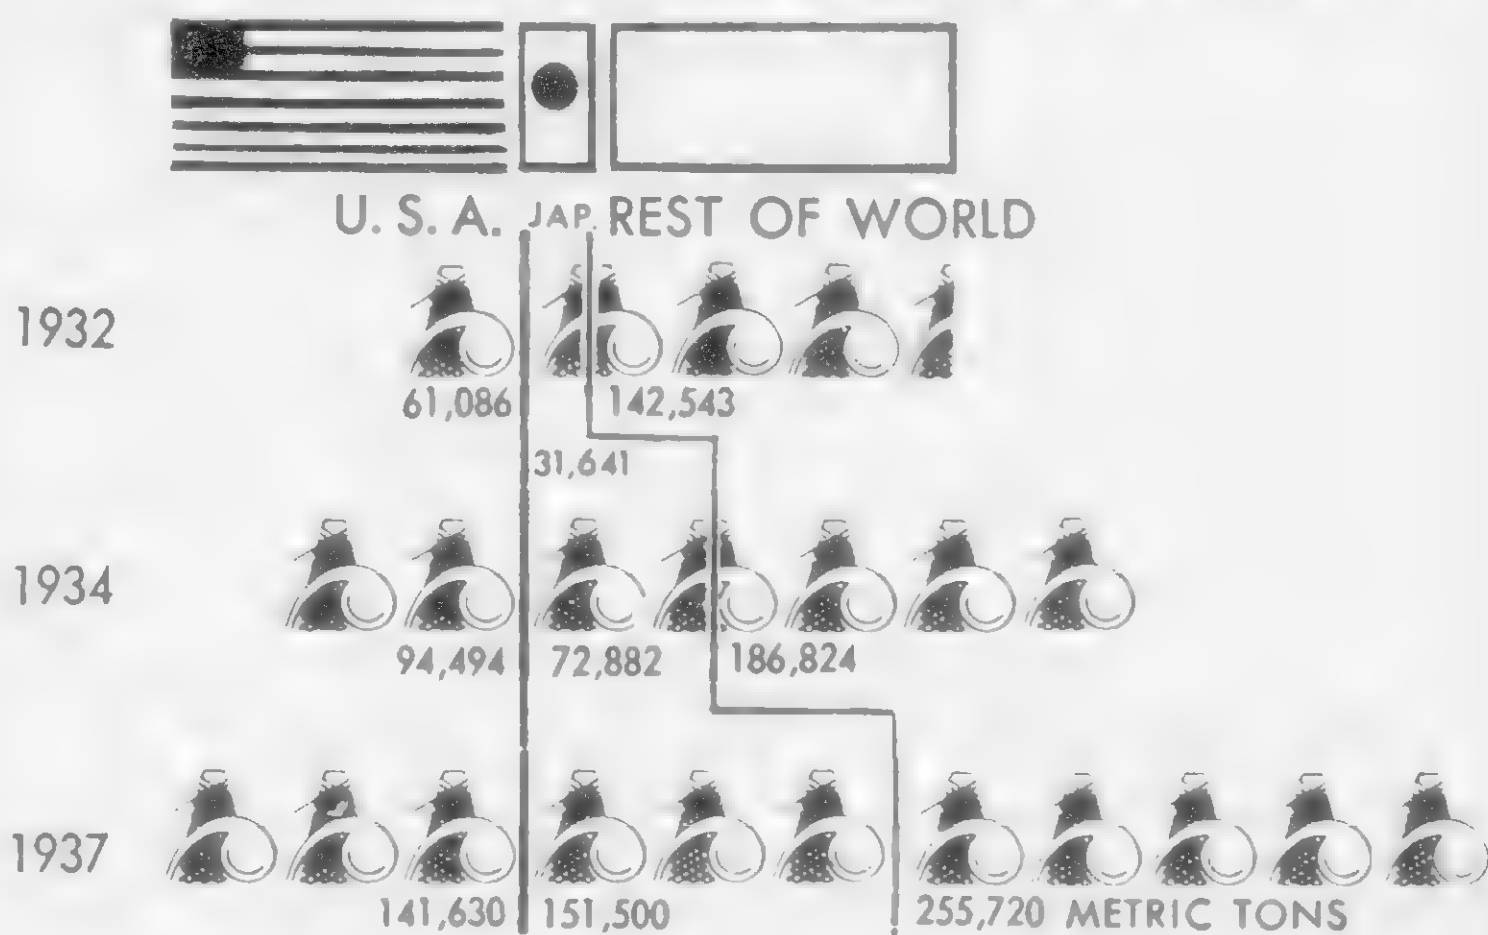 U. S. A. JAP. REST OF WORLD
1932
61,086 142,543
31,641
1934
94,494 72,882 186,824
1937
141,630 151,500 255,720 METRIC TONS